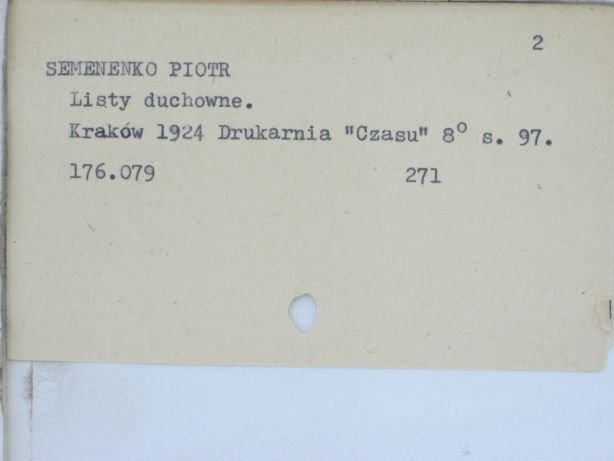 2
SEMENENKO PIOTR
Listy duchowne.
Kraków 1924 Drukarnia "Czasu" 8° s. 97.
176.079 271